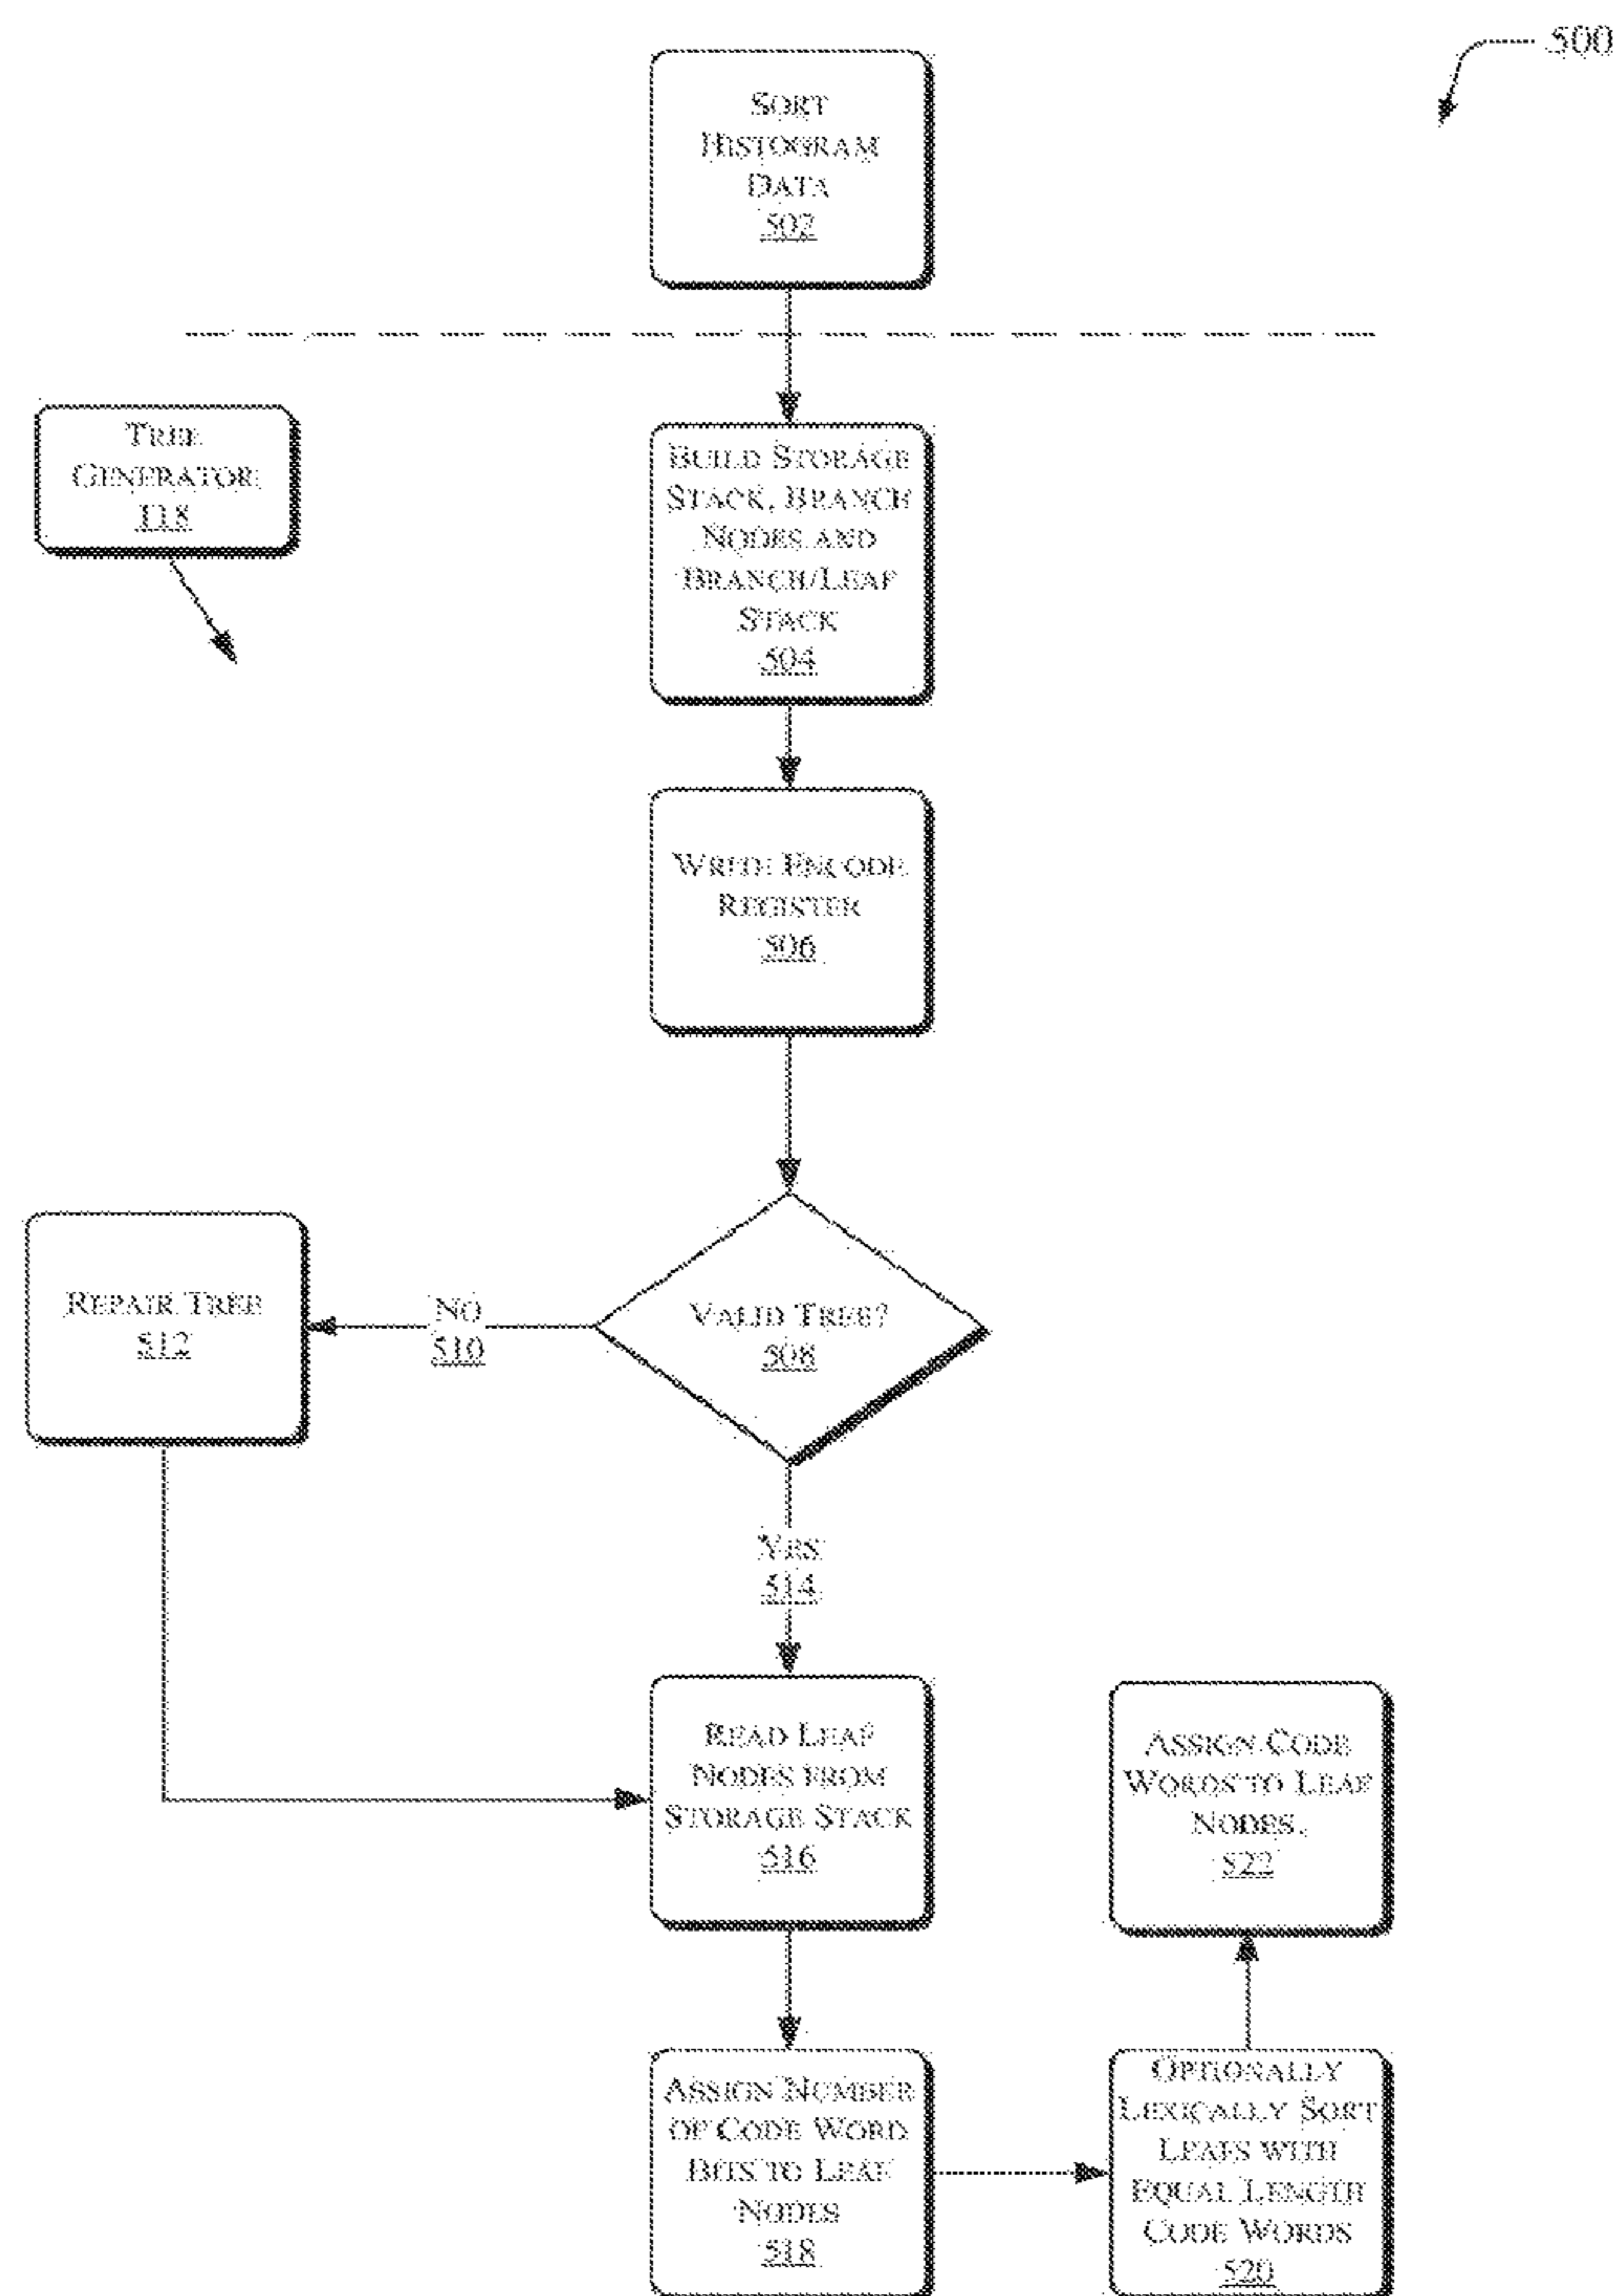 500
SORT
HISTOGRAM
DATA
502
TREE
GENERATOR
118
BUILD STORAGE
STACK, BRANCH
NODES AND
BRANCH/LEAF
STACK
504
WRITE ENCODE
REGISTER
506
REPAIR TREE
512
NO
510
VALID TREE?
508
YES
514
READ LEAF
NODES FROM
STORAGE STACK
516
ASSIGN CODE
WORDS TO LEAF
NODES.
522
ASSIGN NUMBER
OF CODE WORD
BITS TO LEAF
NODES
518
OPTIONALLY
LEXICALLY SORT
LEAFS WITH
EQUAL LENGTH
CODE WORDS
520